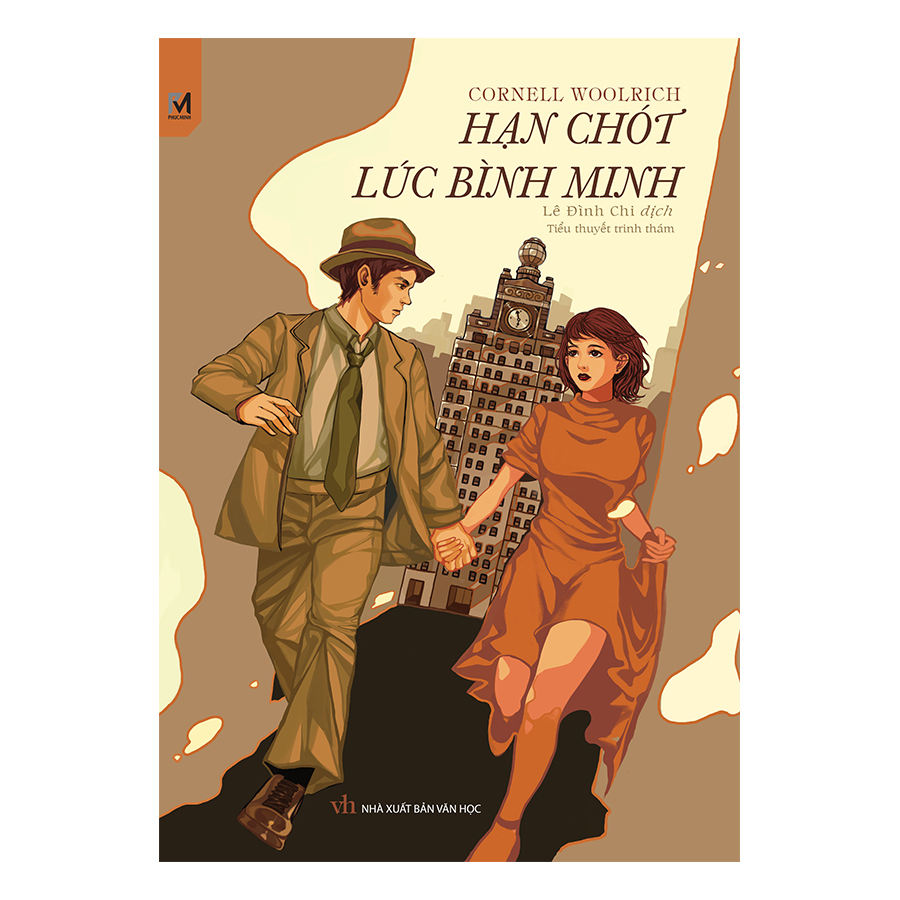 PHUCMINH
CORNELL WOOLRICH
HẠN CHÓT
LÚC BÌNH MINH
Lê Đình Chi dịch
Tiểu thuyết trinh thám
vh NHÀ XUẤT BẢN VĂN HỌC